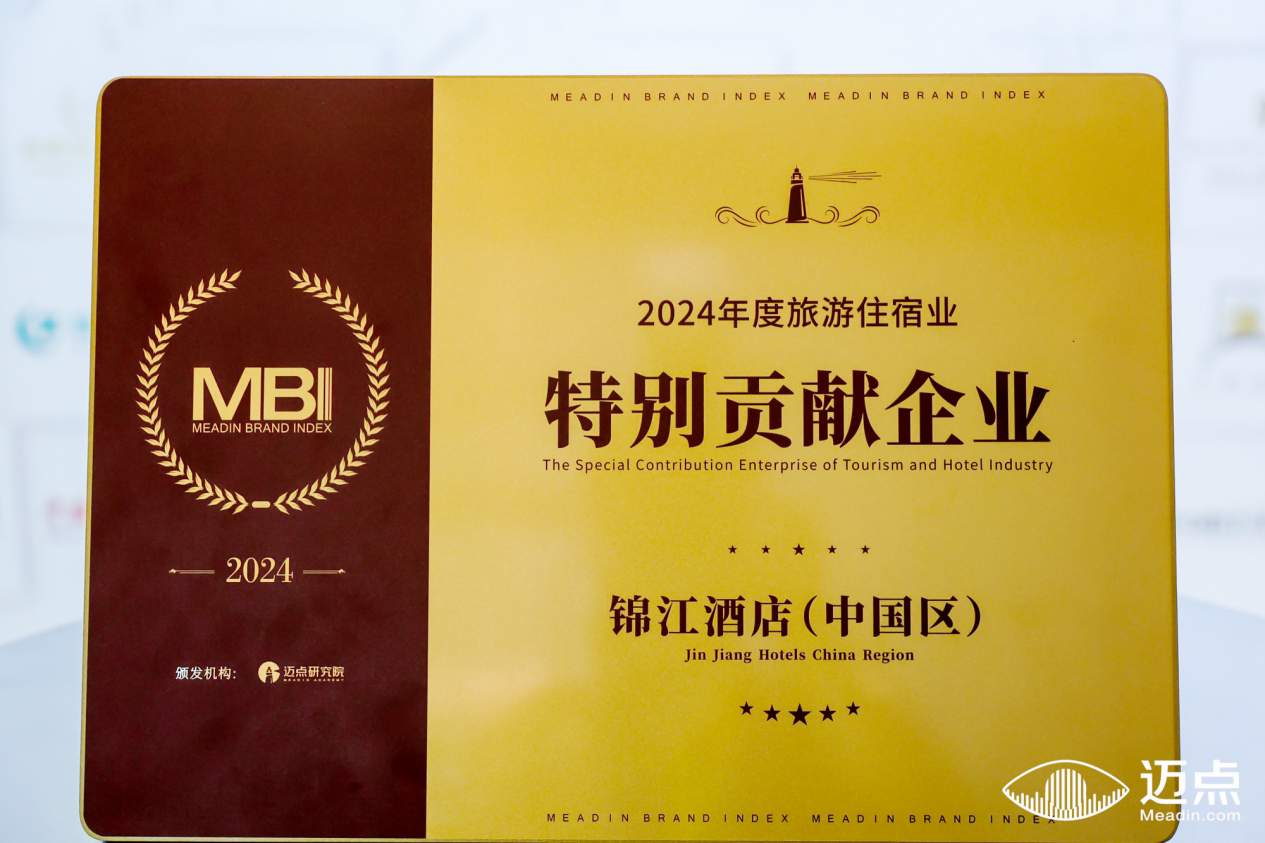 MEADIN BRAND INDEX MEADIN BRAND INDEX
2024年度旅游住宿业
特别贡献企业
The Special Contribution Enterprise of Tourism and Hotel Industry
锦江酒店(中国区)
Jin Jiang Hotels China Region
MEADIN BRAND INDEX MEADIN BRAND INDEX
MBI
MEADIN BRAND INDEX
2024
颁发机构:
迈点研究院
MEADIN ACADEMY
迈点
Meadin.com